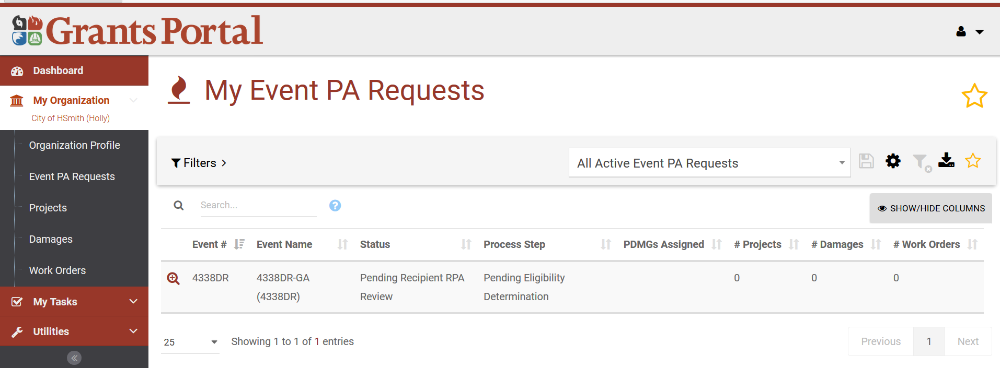 Grants Portal
Dashboard
My Organization
City of HSmith (Holly)
Organization Profile
Event PA Requests
Projects
Damages
Work Orders
My Tasks
Utilities
My Event PA Requests
Filters
All Active Event PA Requests
Search...
SHOW/HIDE COLUMNS
Event # Event Name Status Process Step PDMGs Assigned # Projects # Damages # Work Orders
4338DR 4338DR-GA Pending Recipient RPA Pending Eligibility 0 0 0
(4338DR) Review Determination
25 Showing 1 to 1 of 1 entries Previous 1 Next